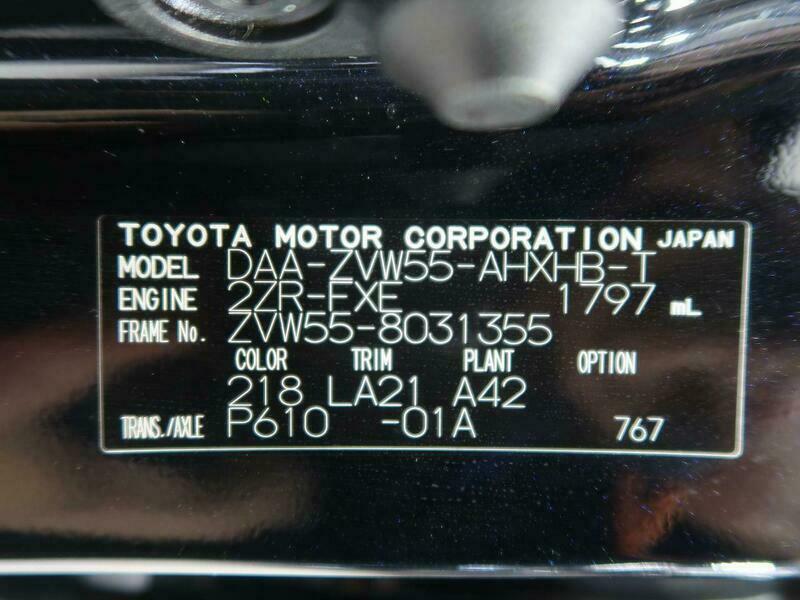 TOYOTA MOTOR CORPORATION JAPAN
MODEL DAA-ZVW55-AHXHB-T
ENGINE 2ZR-FXE 1797 mL
FRAME No. ZVW55-8031355
COLOR TRIM PLANT OPTION
218 LA21 A42
TRANS./AXLE P610 -01A 767